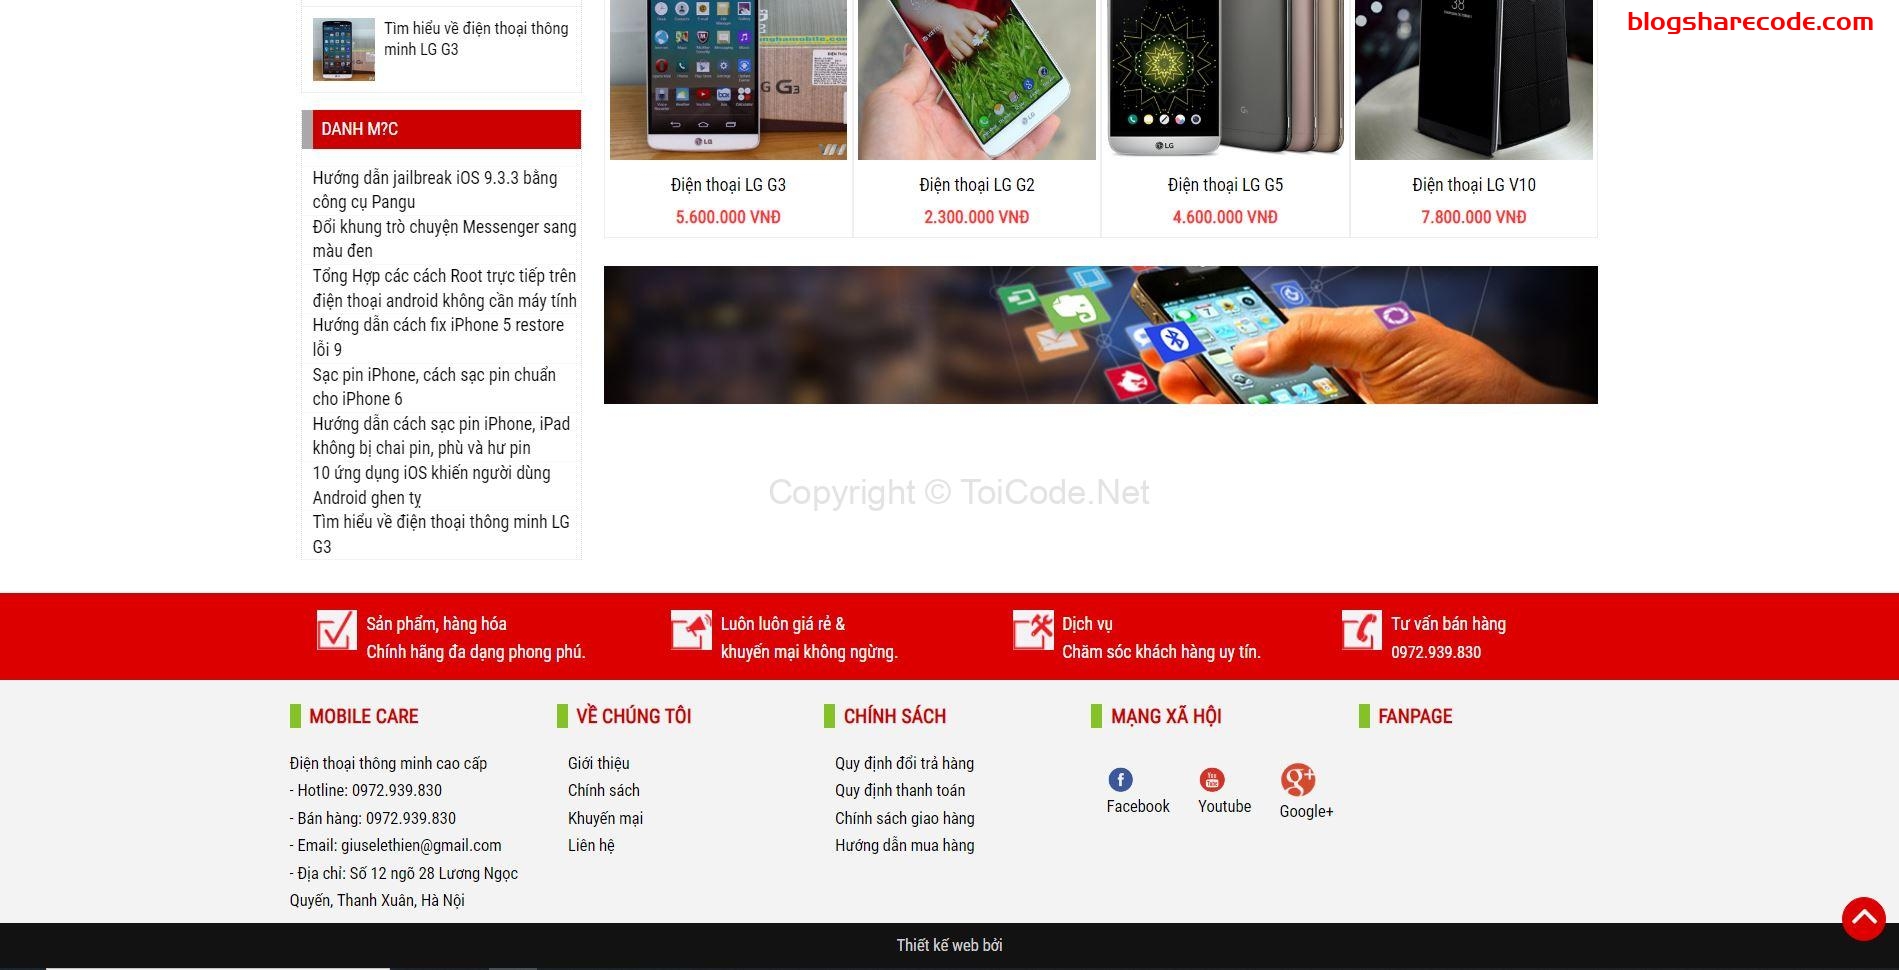 blogsharecode.com
Tìm hiểu về điện thoại thông
minh LG G3
DANH M?C
Hướng dẫn jailbreak iOS 9.3.3 bằng
công cụ Pangu
Đổi khung trò chuyện Messenger sang
màu đen
Tổng Hợp các cách Root trực tiếp trên
điện thoại android không cần máy tính
Hướng dẫn cách fix iPhone 5 restore
lỗi 9
Sạc pin iPhone, cách sạc pin chuẩn
cho iPhone 6
Hướng dẫn cách sạc pin iPhone, iPad
không bị chai pin, phù và hư pin
10 ứng dụng iOS khiến người dùng
Android ghen tỵ
Tìm hiểu về điện thoại thông minh LG
G3
G3
LG
LG
LG
Điện thoại LG G3
5.600.000 VNĐ
Điện thoại LG G2
2.300.000 VNĐ
Điện thoại LG G5
4.600.000 VNĐ
Điện thoại LG V10
7.800.000 VNĐ
Copyright © ToiCode.Net
Sản phẩm, hàng hóa
Chính hãng đa dạng phong phú.
Luôn luôn giá rẻ &
khuyến mại không ngừng.
Dịch vụ
Chăm sóc khách hàng uy tín.
Tư vấn bán hàng
0972.939.830
MOBILE CARE
Điện thoại thông minh cao cấp
- Hotline: 0972.939.830
- Bán hàng: 0972.939.830
- Email: giuselethien@gmail.com
- Địa chỉ: Số 12 ngõ 28 Lương Ngọc
Quyến, Thanh Xuân, Hà Nội
VỀ CHÚNG TÔI
Giới thiệu
Chính sách
Khuyến mại
Liên hệ
CHÍNH SÁCH
Quy định đổi trả hàng
Quy định thanh toán
Chính sách giao hàng
Hướng dẫn mua hàng
MẠNG XÃ HỘI
Facebook
Youtube
Google+
FANPAGE
Thiết kế web bởi